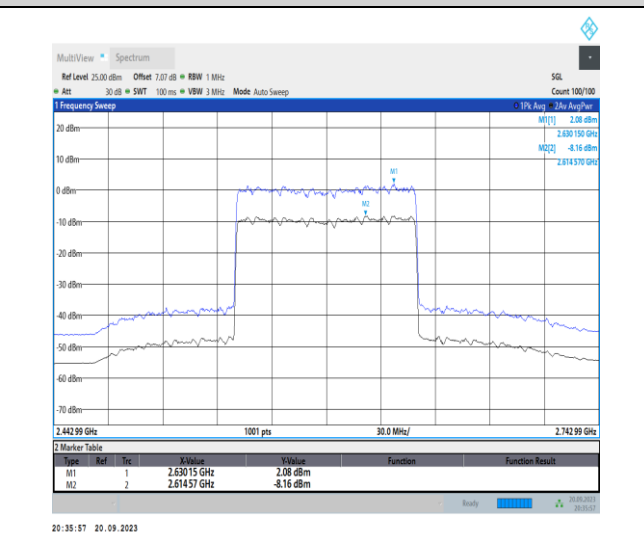 MultiView Spectrum
Ref Level 25.00 dBm Offset 7.07 dB RBW 1 MHz SGL
Att 30 dB SWT 100 ms VBW 3 MHz Mode Auto Sweep Count 100/100
1 Frequency Sweep 1Pk Avg 2Av AvgPwr
M1[1] 2.08 dBm
2.630 150 GHz
M2[2] -8.16 dBm
2.614 570 GHz
20 dBm
10 dBm
M1
0 dBm
M2
-10 dBm
-20 dBm
-30 dBm
-40 dBm
-50 dBm
-60 dBm
-70 dBm
2.442 99 GHz 1001 pts 30.0 MHz/ 2.742 99 GHz
2 Marker Table
Type Ref Trc X-Value Y-Value Function Function Result
M1 1 2.63015 GHz 2.08 dBm
M2 2 2.61457 GHz -8.16 dBm
Ready 20.09.2023
20:35:57
20:35:57 20.09.2023